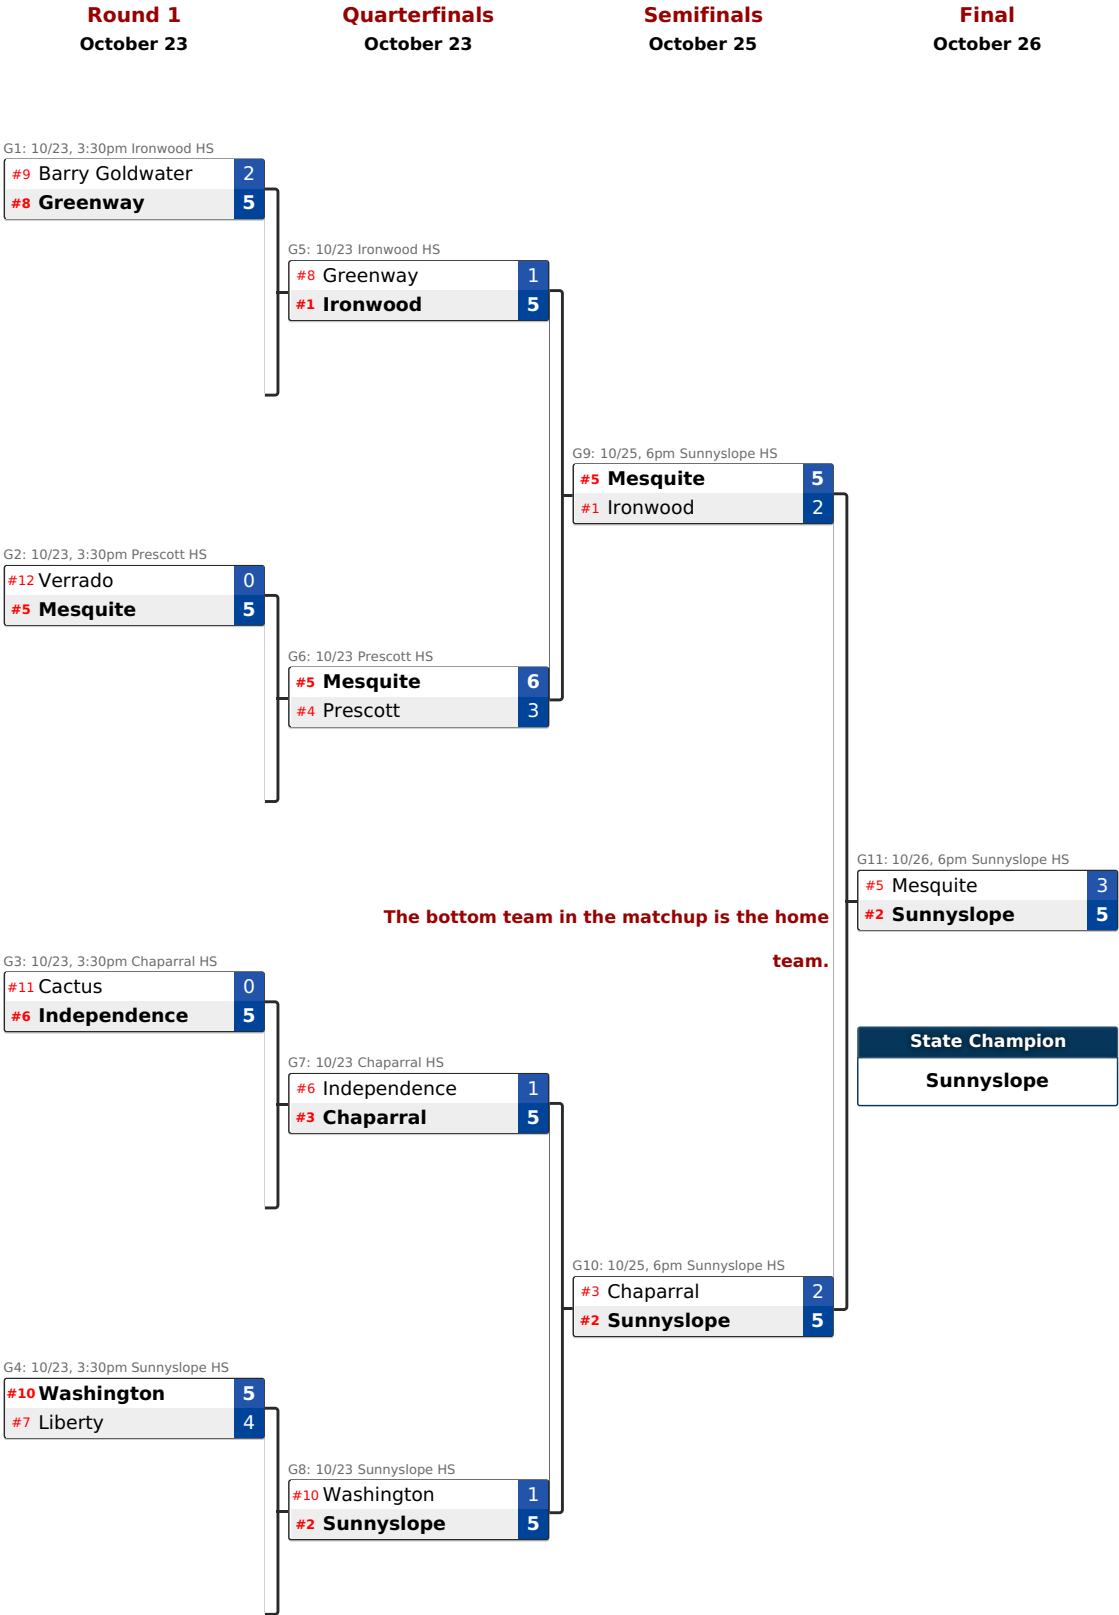 Round 1
October 23
Quarterfinals
October 23
Semifinals
October 25
Final
October 26
G1: 10/23, 3:30pm Ironwood HS
#9 Barry Goldwater 2
#8 Greenway 5
G5: 10/23 Ironwood HS
#8 Greenway 1
#1 Ironwood 5
G9: 10/25, 6pm Sunnyslope HS
#5 Mesquite 5
#1 Ironwood 2
G2: 10/23, 3:30pm Prescott HS
#12 Verrado 0
#5 Mesquite 5
G6: 10/23 Prescott HS
#5 Mesquite 6
#4 Prescott 3
G11: 10/26, 6pm Sunnyslope HS
#5 Mesquite 3
#2 Sunnyslope 5
The bottom team in the matchup is the home
team.
G3: 10/23, 3:30pm Chaparral HS
#11 Cactus 0
#6 Independence 5
State Champion
Sunnyslope
G7: 10/23 Chaparral HS
#6 Independence 1
#3 Chaparral 5
G10: 10/25, 6pm Sunnyslope HS
#3 Chaparral 2
#2 Sunnyslope 5
G4: 10/23, 3:30pm Sunnyslope HS
#10 Washington 5
#7 Liberty 4
G8: 10/23 Sunnyslope HS
#10 Washington 1
#2 Sunnyslope 5